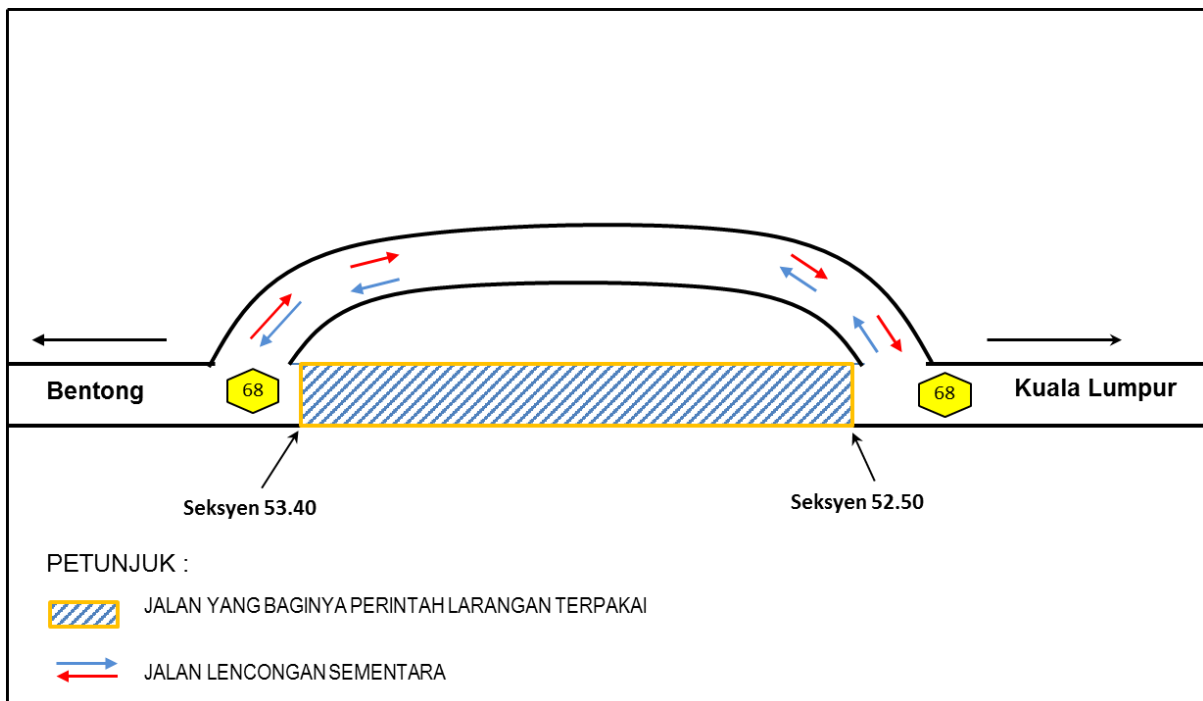 Bentong
68
68
Kuala Lumpur
Seksyen 53.40
Seksyen 52.50
PETUNJUK :
JALAN YANG BAGINYA PERINTAH LARANGAN TERPAKAI
JALAN LENCONGAN SEMENTARA